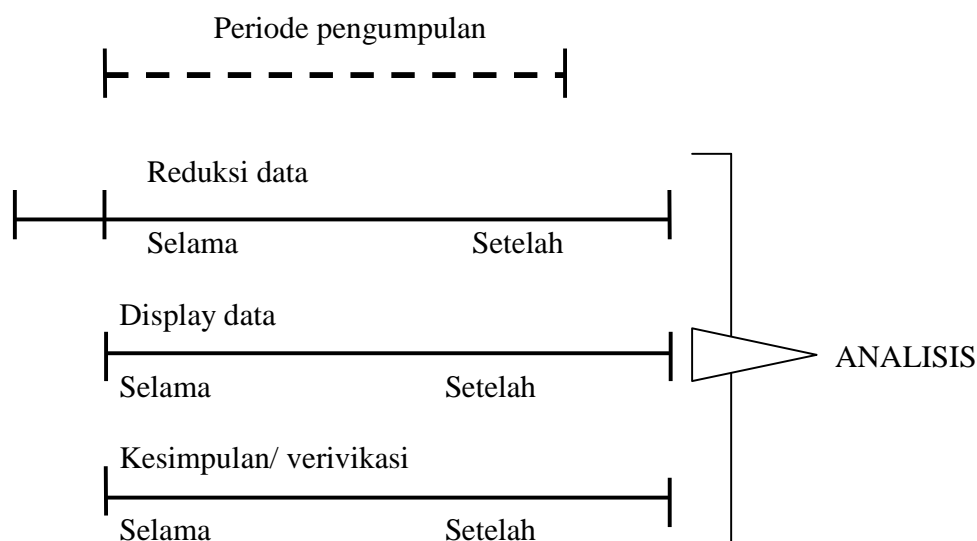 Periode pengumpulan
Reduksi data
Selama Setelah
Display data
ANALISIS
Selama Setelah
Kesimpulan/ verivikasi
Selama Setelah